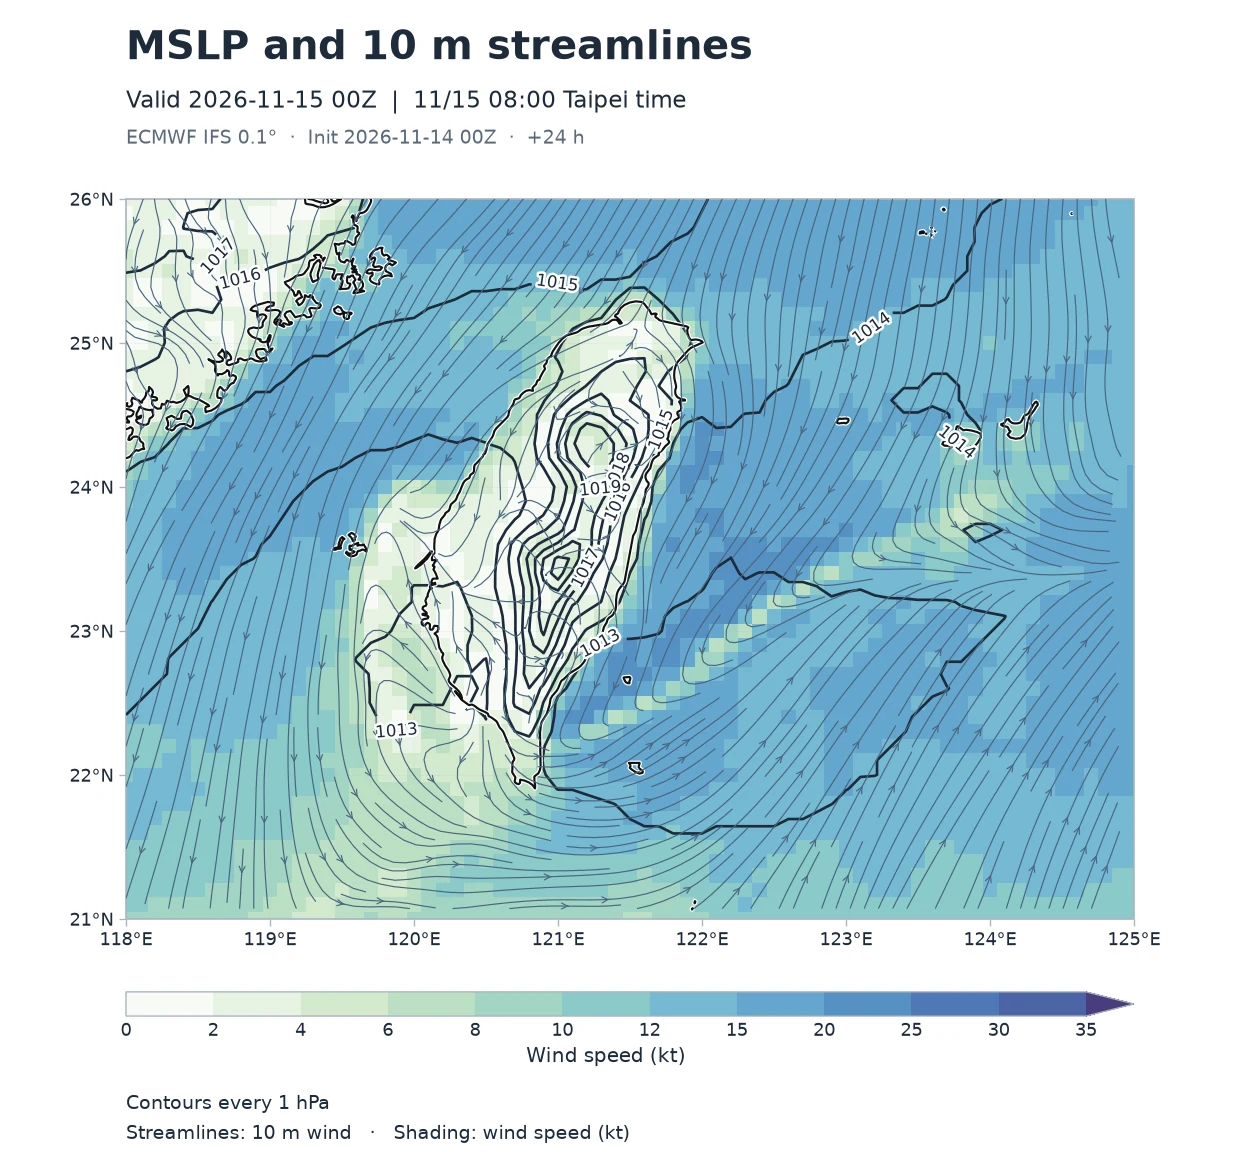 MSLP and 10 m streamlines
Valid 2026-11-15 00Z | 11/15 08:00 Taipei time
ECMWF IFS 0.1° · Init 2026-11-14 00Z · +24 h
26°N
25°N
24°N
23°N
22°N
21°N
118°E 119°E 120°E 121°E 122°E 123°E 124°E 125°E
1017
1016
1015
1014
1015
1014
1018
1019
1016
1017
1013
1013
0 2 4 6 8 10 12 15 20 25 30 35
Wind speed (kt)
Contours every 1 hPa
Streamlines: 10 m wind · Shading: wind speed (kt)